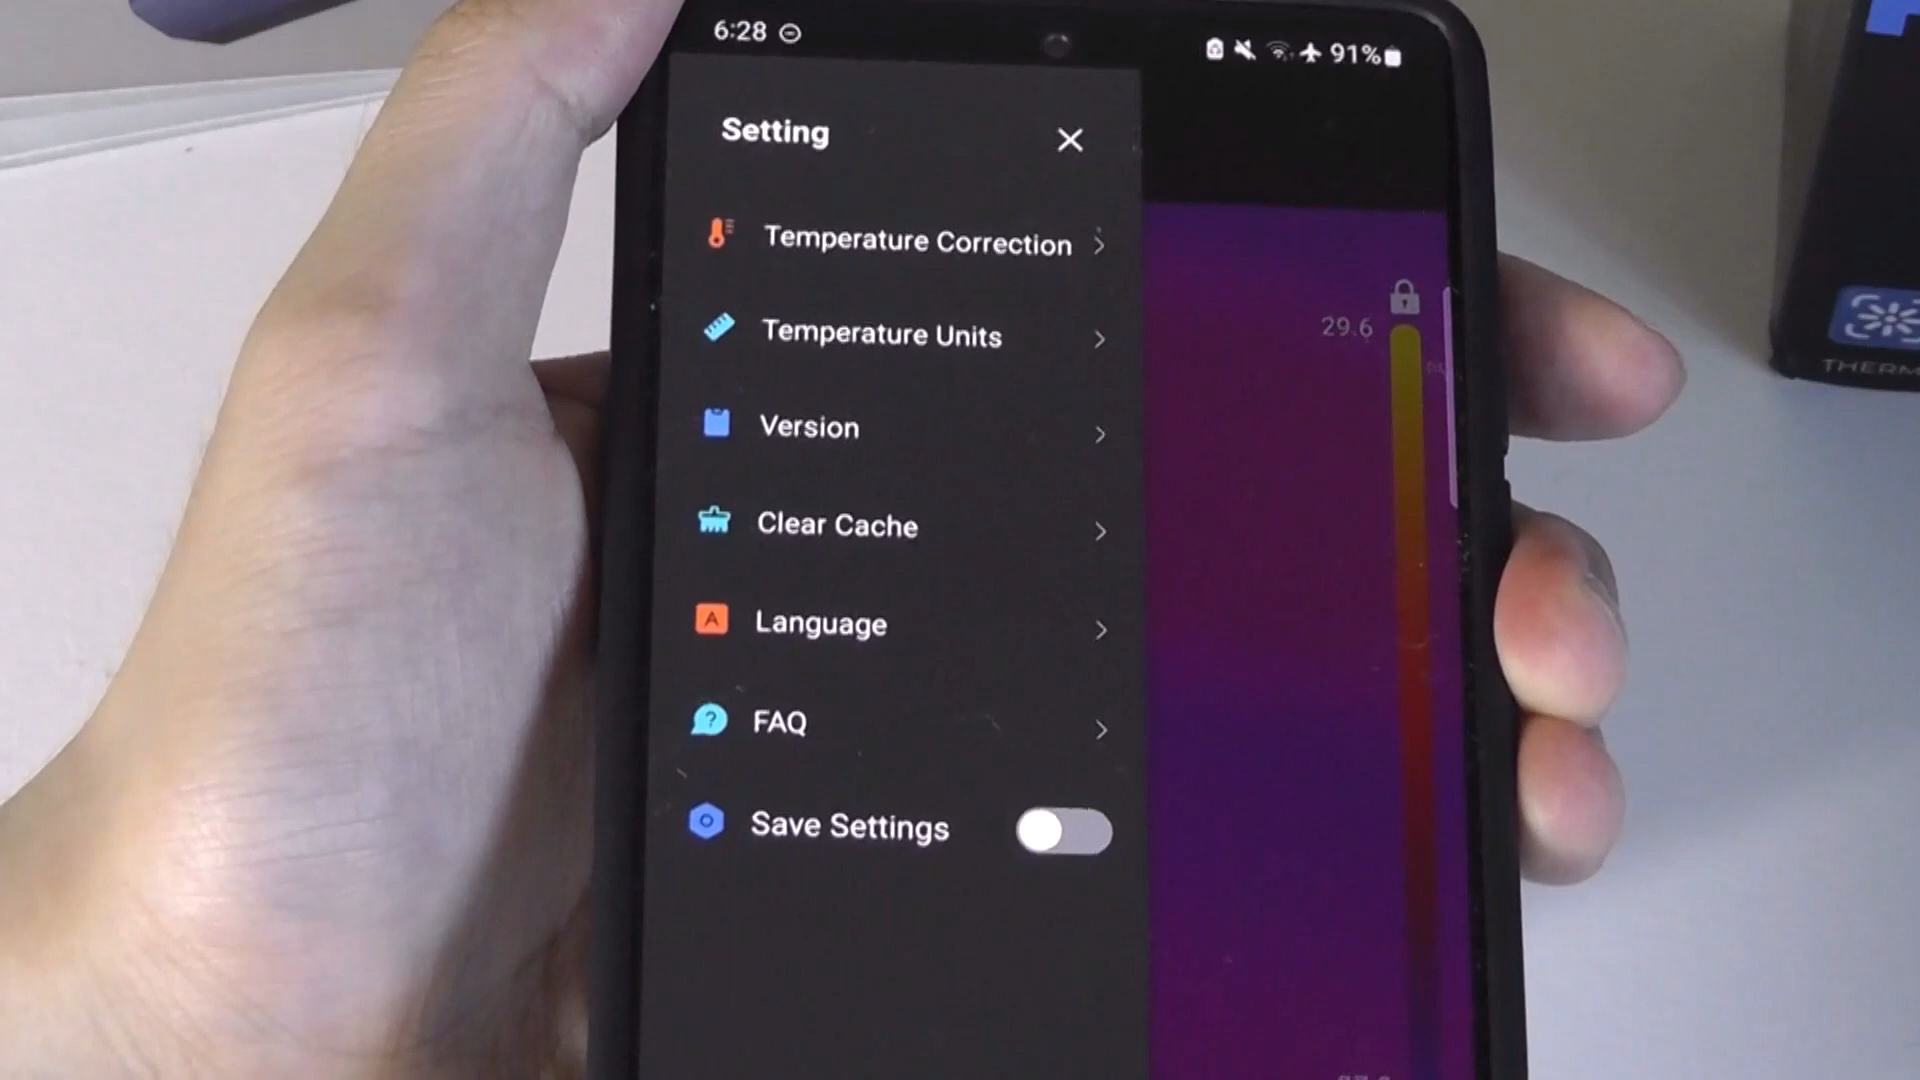 6:28
91%
Setting
Temperature Correction
29.6
Temperature Units
Version
Clear Cache
A Language
? FAQ
Save Settings